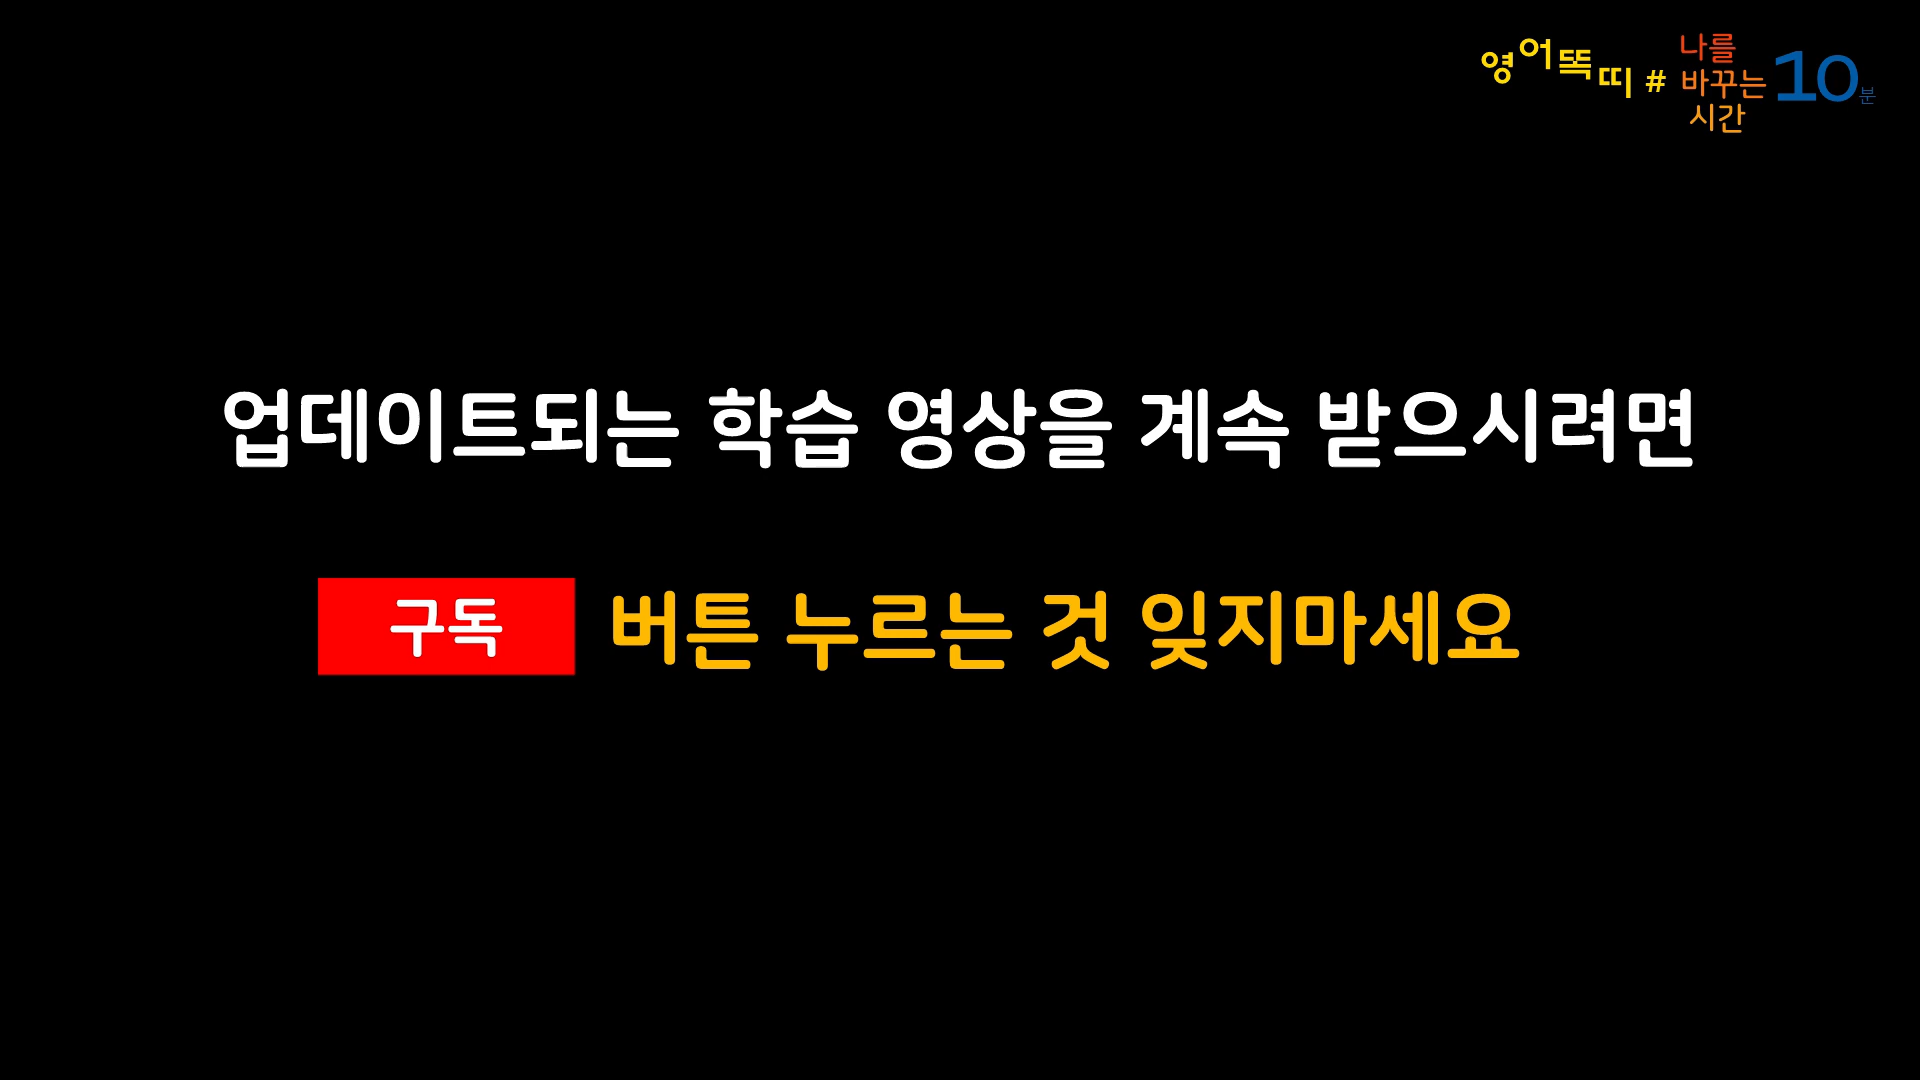 영어똑띠 # 나를 바꾸는 시간 10분
업데이트되는 학습 영상을 계속 받으시려면
구독 버튼 누르는 것 잊지마세요